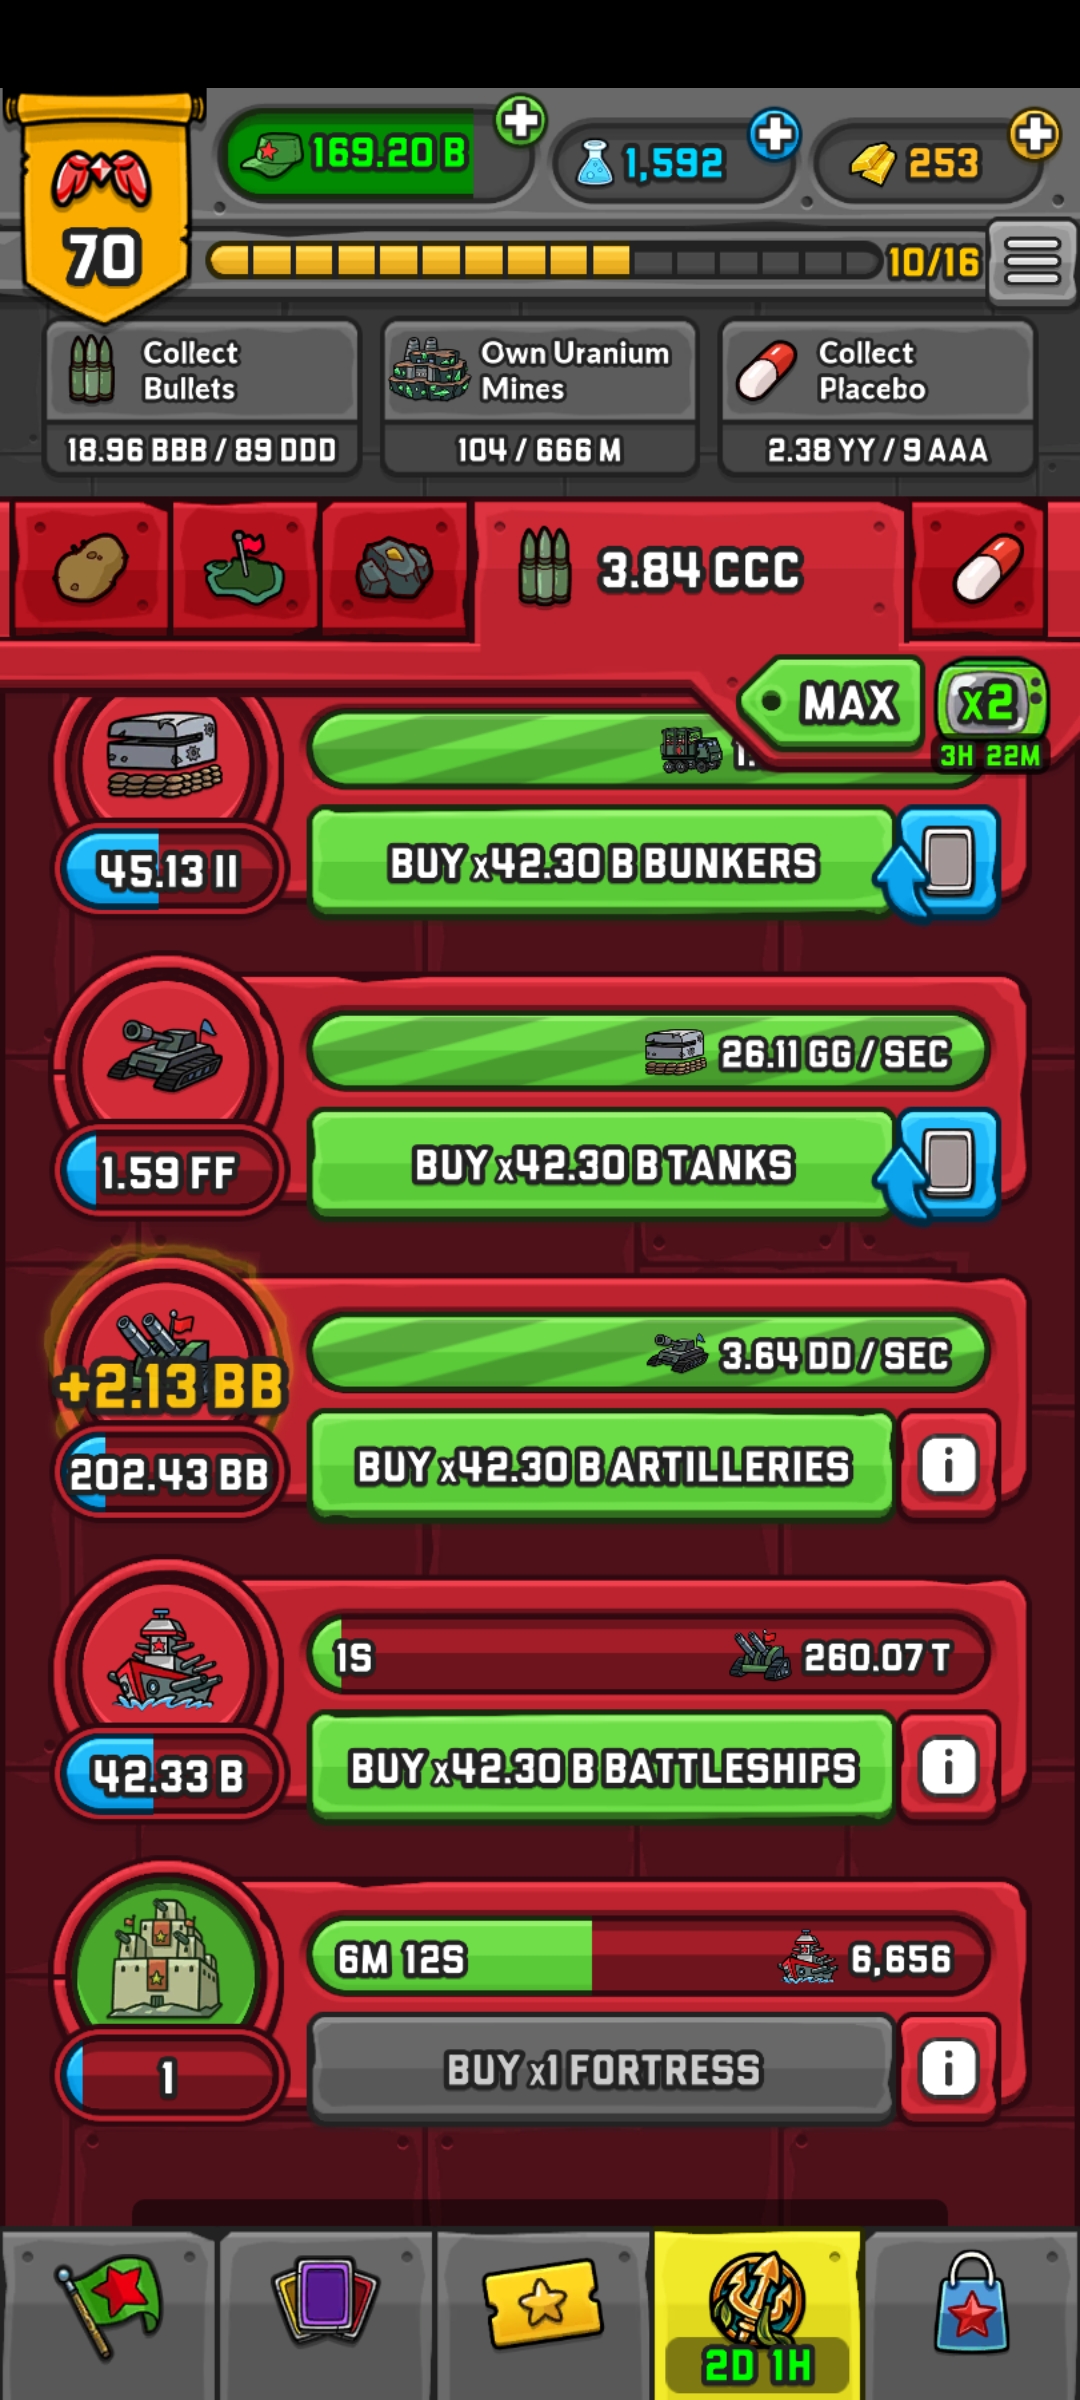 70
169.20 B
1,592
253
10/16
Collect
Bullets
18.96 BBB / 89 DDD
Own Uranium
Mines
104 / 666 M
Collect
Placebo
2.38 YY / 9 AAA
3.84 CCC
MAX
x2
3H 22M
45.13 II
BUY x42.30 B BUNKERS
26.11 GG / SEC
1.59 FF
BUY x42.30 B TANKS
+2.13 BB
3.64 DD / SEC
202.43 BB
BUY x42.30 B ARTILLERIES
i
1S
260.07 T
42.33 B
BUY x42.30 B BATTLESHIPS
i
6M 12S
6,656
1
BUY x1 FORTRESS
i
2D 1H